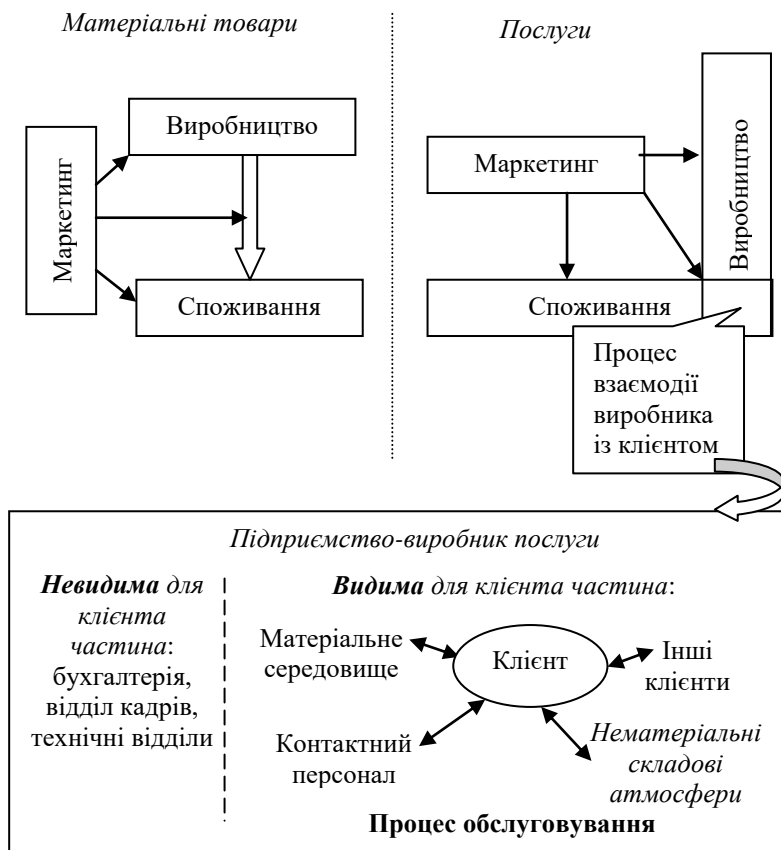 Матеріальні товари
Послуги
Виробництво
Маркетинг
Споживання
Маркетинг
Виробництво
Споживання
Процес
взаємодії
виробника
із клієнтом
Підприємство-виробник послуги
Невидима для
клієнта
частина:
бухгалтерія,
відділ кадрів,
технічні відділи
Видима для клієнта частина:
Матеріальне
середовище
Клієнт
Інші
клієнти
Контактний
персонал
Нематеріальні
складові
атмосфери
Процес обслуговування